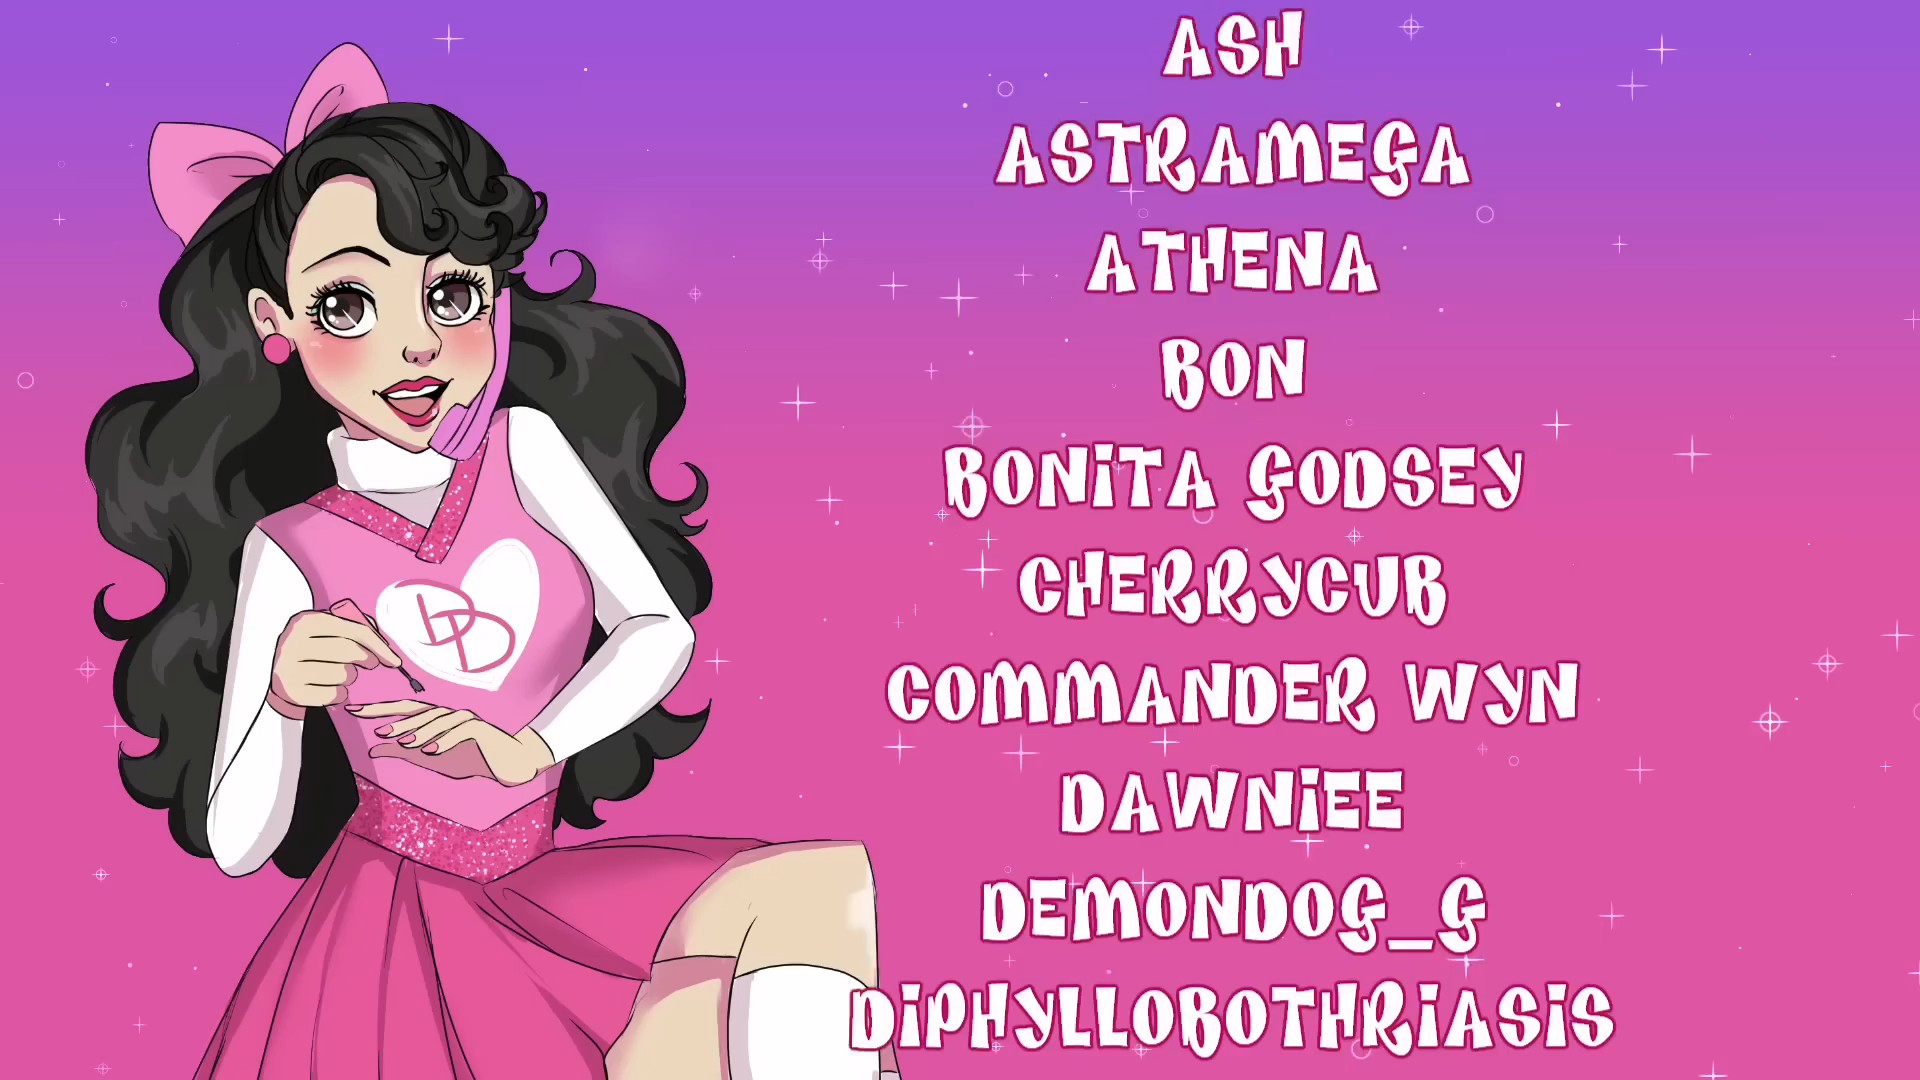 ASH
ASTRAMEGA
ATHENA
BON
BONITA GODSEY
CHERRYCUB
COMMANDER WYN
DAWNIEE
DEMONDOG_G
DIPHYLLOBOTHRIASIS